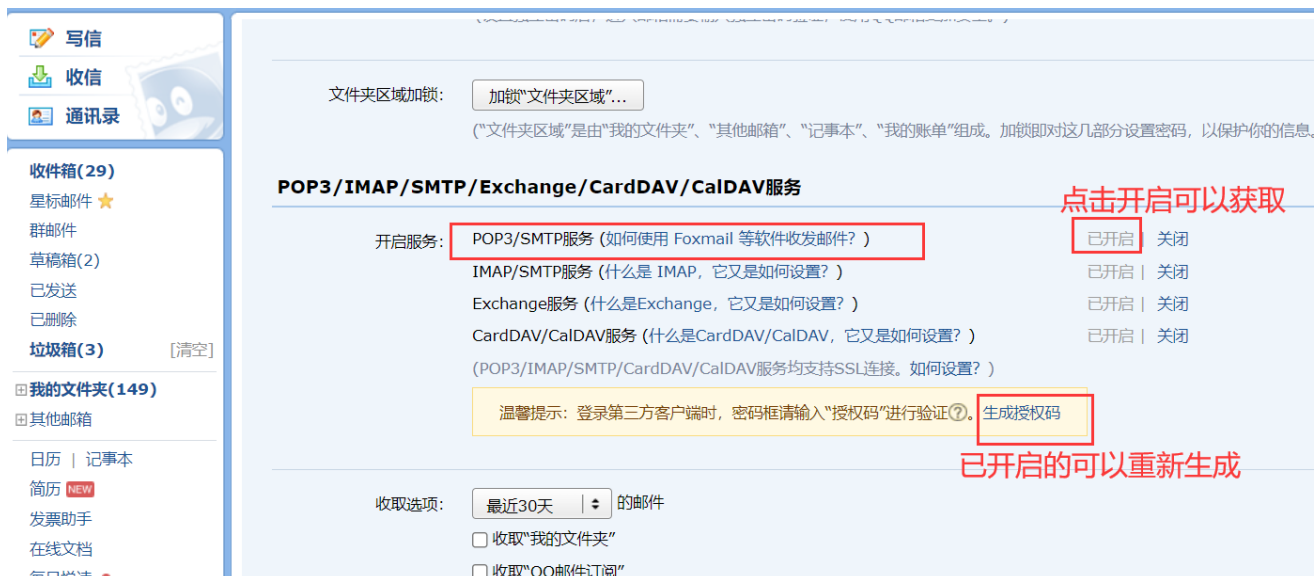 写信
收信
通讯录
收件箱(29)
星标邮件
群邮件
草稿箱(2)
已发送
已删除
垃圾箱(3) [清空]
我的文件夹(149)
其他邮箱
日历 | 记事本
简历 NEW
发票助手
在线文档
每日悦读
文件夹区域加锁: 加锁"文件夹区域"...
("文件夹区域"是由"我的文件夹"、"其他邮箱"、"记事本"、"我的账单"组成。加锁即对这几部分设置密码，以保护你的信息。
POP3/IMAP/SMTP/Exchange/CardDAV/CalDAV服务
点击开启可以获取
开启服务: POP3/SMTP服务 (如何使用 Foxmail 等软件收发邮件？) 已开启 | 关闭
IMAP/SMTP服务 (什么是 IMAP，它又是如何设置？) 已开启 | 关闭
Exchange服务 (什么是Exchange，它又是如何设置？) 已开启 | 关闭
CardDAV/CalDAV服务 (什么是CardDAV/CalDAV，它又是如何设置？) 已开启 | 关闭
(POP3/IMAP/SMTP/CardDAV/CalDAV服务均支持SSL连接。如何设置？)
温馨提示：登录第三方客户端时，密码框请输入"授权码"进行验证?。生成授权码
已开启的可以重新生成
收取选项: 最近30天 的邮件
收取"我的文件夹"
收取"QQ邮件订阅"